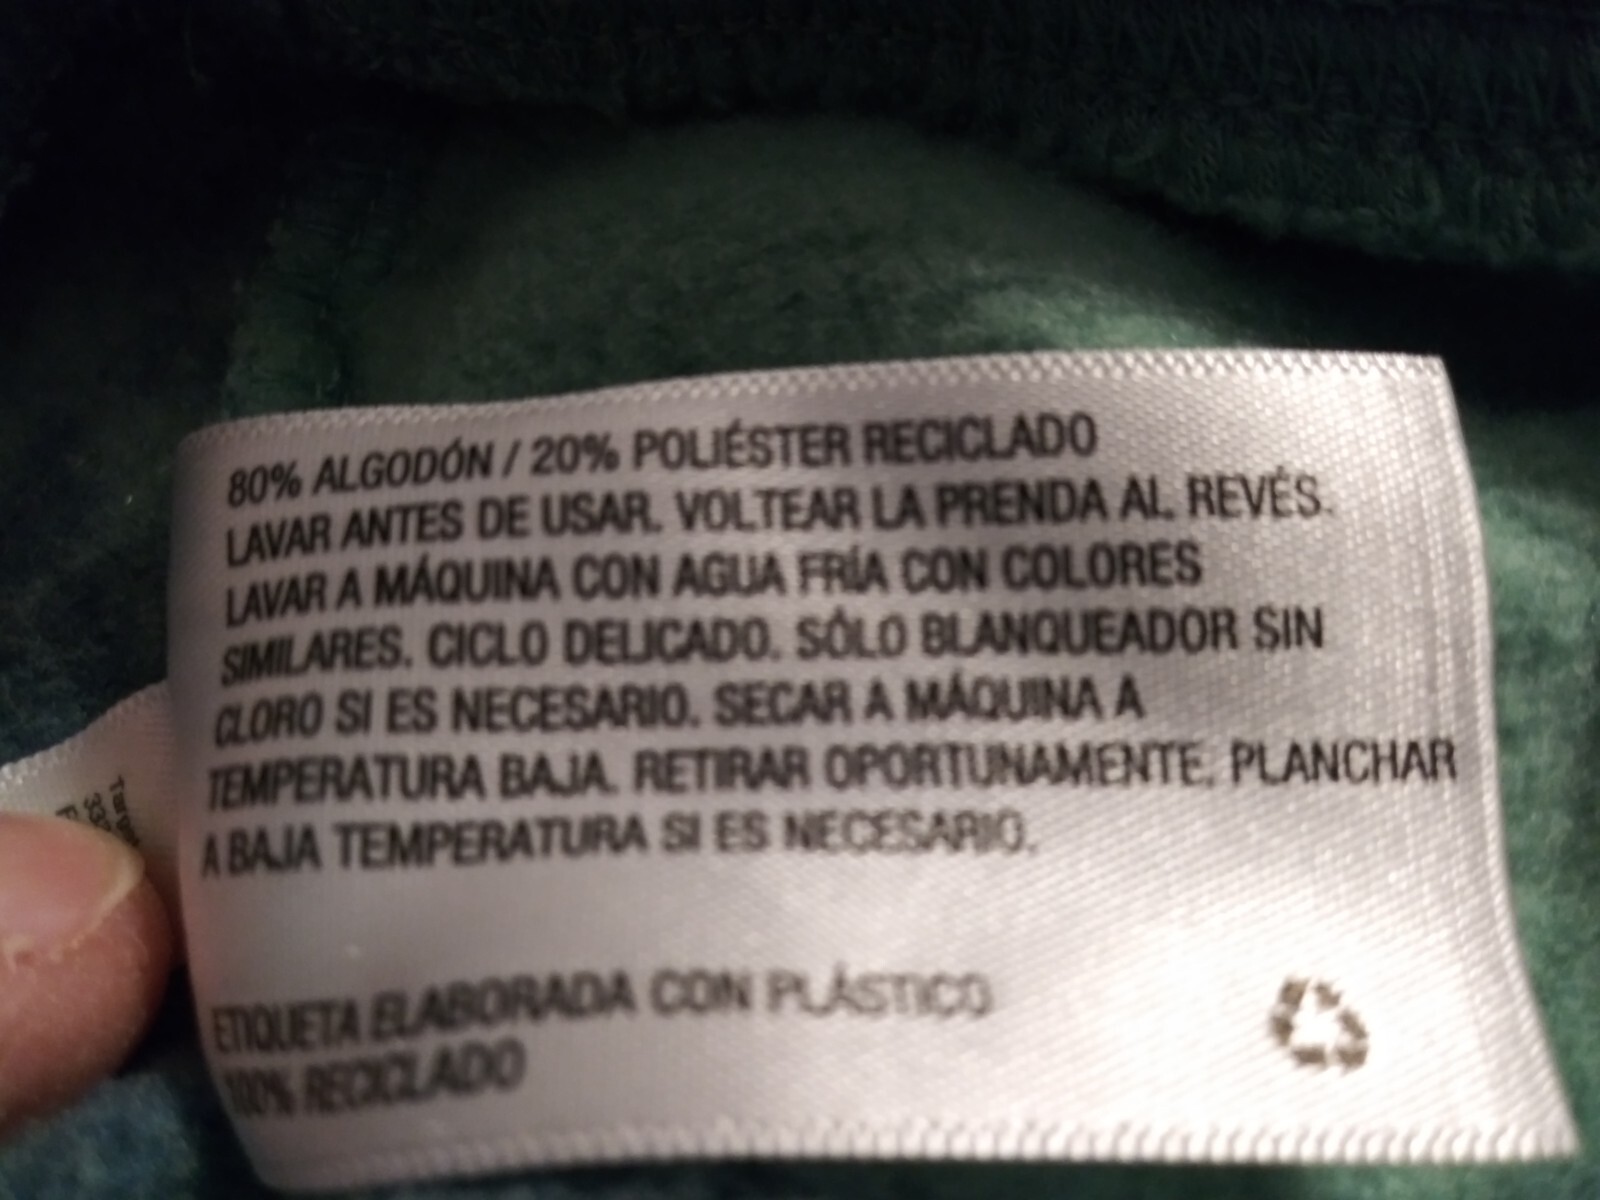 80% ALGODÓN / 20% POLIÉSTER RECICLADO
LAVAR ANTES DE USAR. VOLTEAR LA PRENDA AL REVÉS.
LAVAR A MÁQUINA CON AGUA FRÍA CON COLORES
SIMILARES. CICLO DELICADO. SÓLO BLANQUEADOR SIN
CLORO SI ES NECESARIO. SECAR A MÁQUINA A
TEMPERATURA BAJA. RETIRAR OPORTUNAMENTE. PLANCHAR
A BAJA TEMPERATURA SI ES NECESARIO.
ETIQUETA ELABORADA CON PLÁSTICO
100% RECICLADO